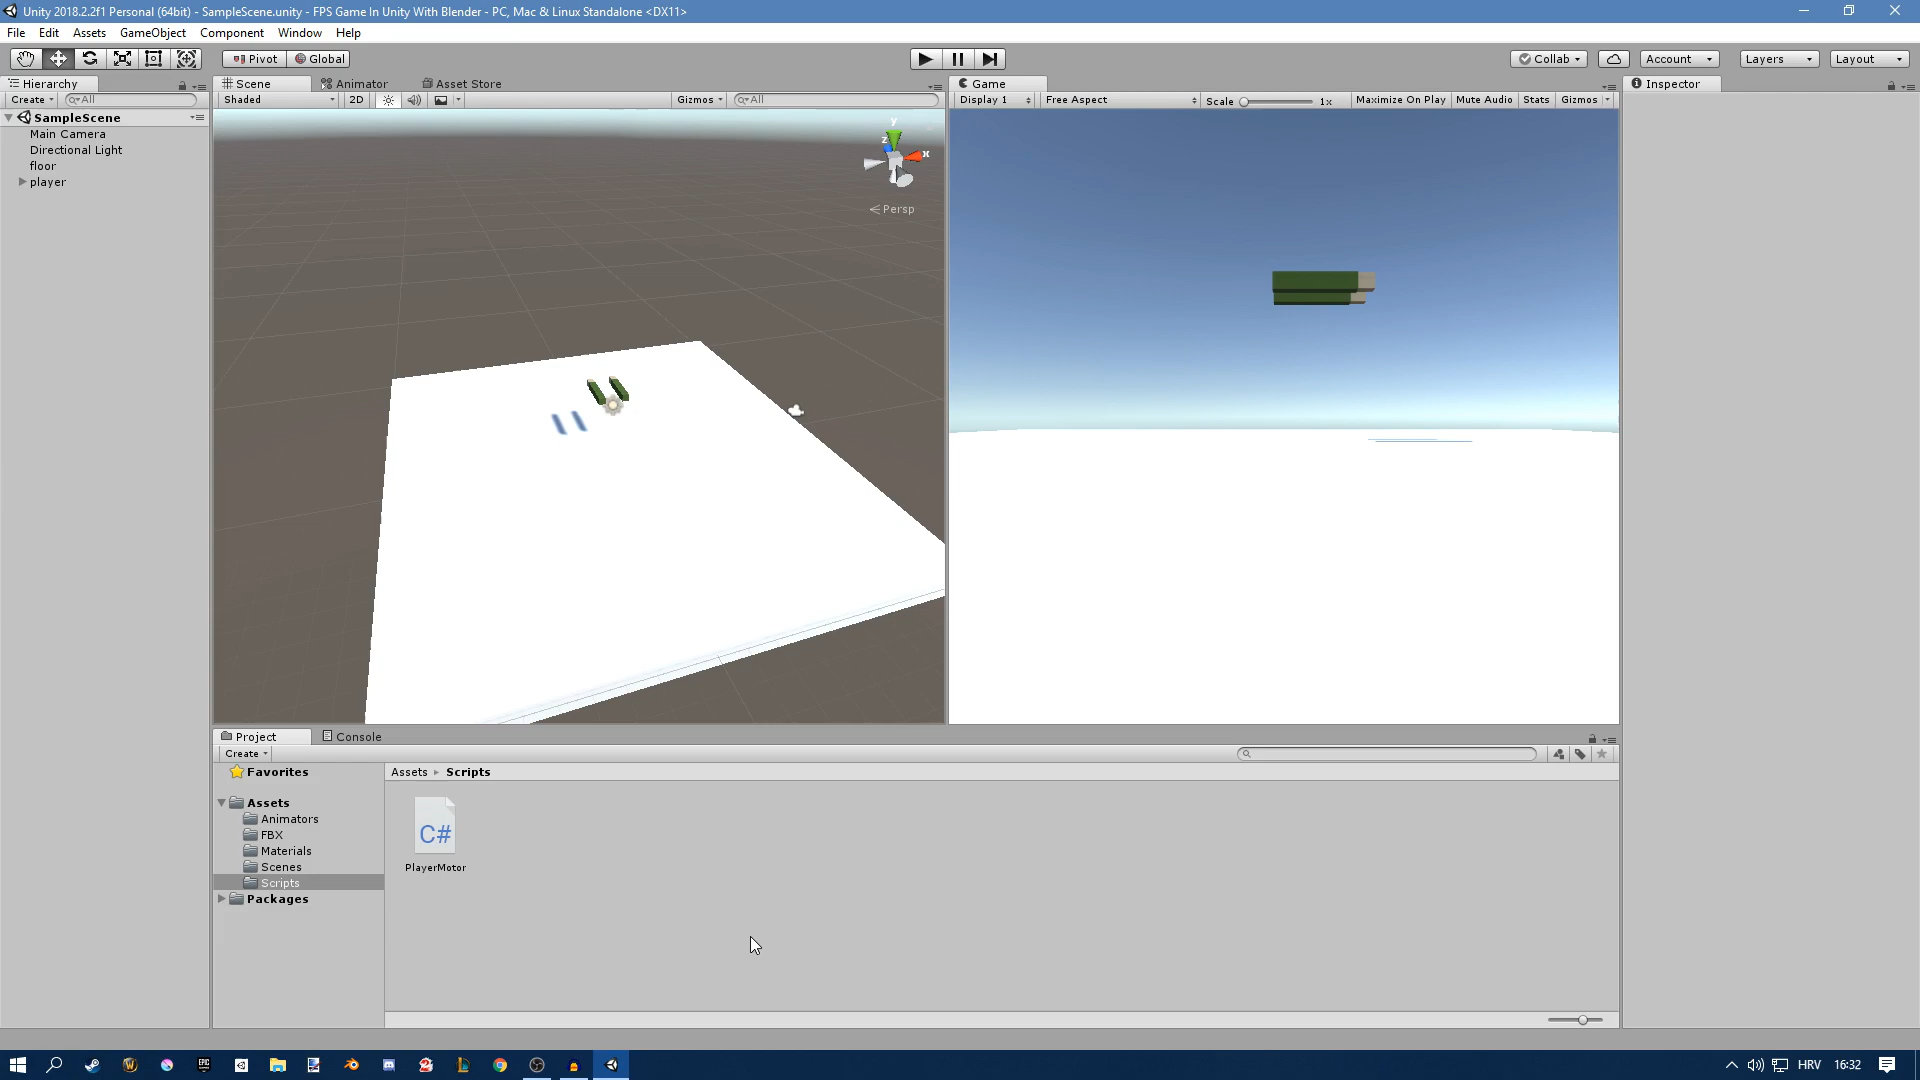 Unity 2018.2.2f1 Personal (64bit) - SampleScene.unity - FPS Game In Unity With Blender - PC, Mac & Linux Standalone <DX11>
File Edit Assets GameObject Component Window Help
Pivot Global Collab Account Layers Layout
Hierarchy Scene Animator Asset Store Game Inspector
Create All Shaded 2D Gizmos All Display 1 Free Aspect Scale 1x Maximize On Play Mute Audio Stats Gizmos
SampleScene
Main Camera
Directional Light
floor
player
y
z
x
Persp
Project Console
Create
Favorites
Assets
Animators
FBX
Materials
Scenes
Scripts
Packages
Assets Scripts
C#
PlayerMotor
EPIC
HRV 16:32